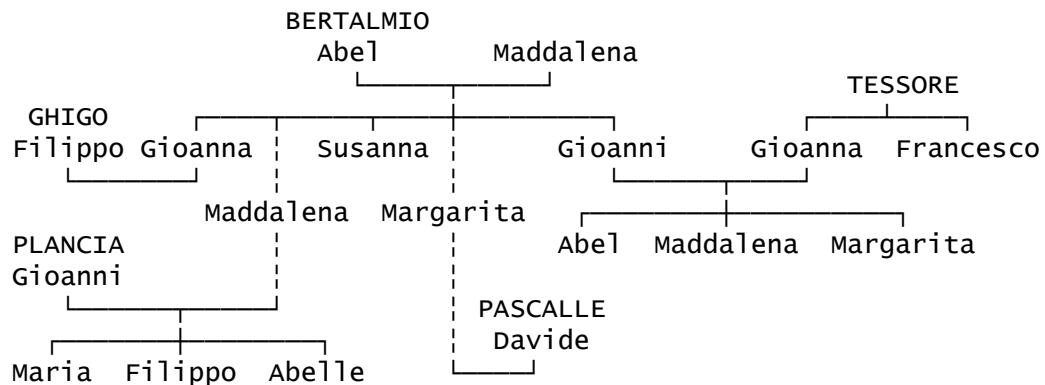 BERTALMIO
Abel Maddalena
TESSORE
GHIGO
Filippo Gioanna Susanna Gioanni Gioanna Francesco
Maddalena Margarita
Abel Maddalena Margarita
PLANCIA
Gioanni
PASCALLE
Davide
Maria Filippo Abelle